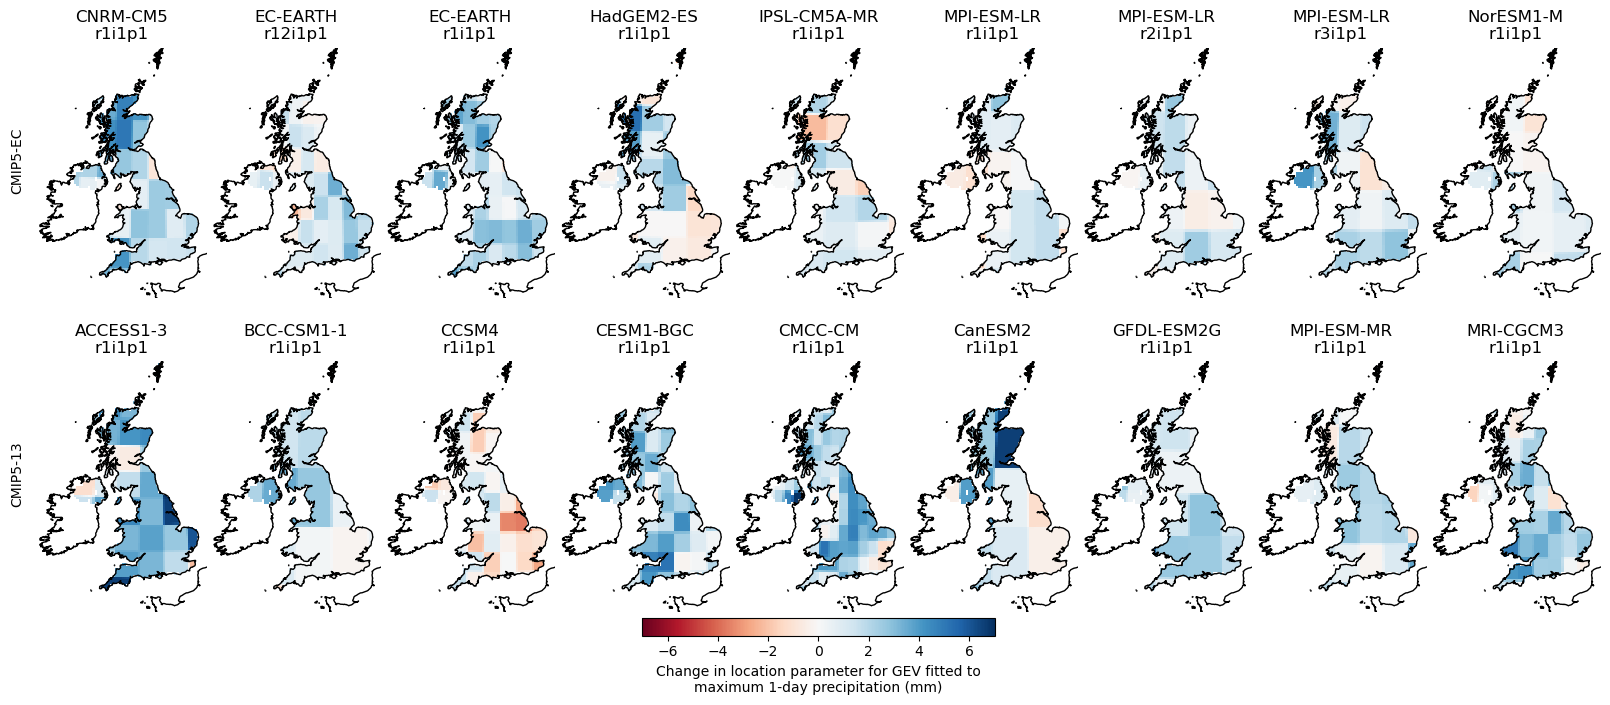 CNRM-CM5 EC-EARTH EC-EARTH HadGEM2-ES IPSL-CM5A-MR MPI-ESM-LR MPI-ESM-LR MPI-ESM-LR NorESM1-M
r1i1p1 r12i1p1 r1i1p1 r1i1p1 r1i1p1 r1i1p1 r2i1p1 r3i1p1 r1i1p1
CMIP5-EC
ACCESS1-3 BCC-CSM1-1 CCSM4 CESM1-BGC CMCC-CM CanESM2 GFDL-ESM2G MPI-ESM-MR MRI-CGCM3
r1i1p1 r1i1p1 r1i1p1 r1i1p1 r1i1p1 r1i1p1 r1i1p1 r1i1p1 r1i1p1
CMIP5-13
−6 −4 −2 0 2 4 6
Change in location parameter for GEV fitted to
maximum 1-day precipitation (mm)